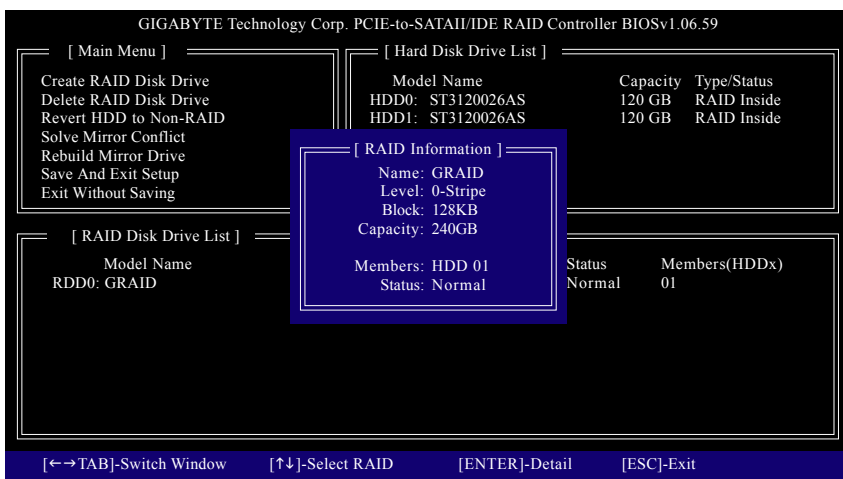 GIGABYTE Technology Corp. PCIE-to-SATAII/IDE RAID Controller BIOSv1.06.59
[ Main Menu ]
Create RAID Disk Drive
Delete RAID Disk Drive
Revert HDD to Non-RAID
Solve Mirror Conflict
Rebuild Mirror Drive
Save And Exit Setup
Exit Without Saving
[ Hard Disk Drive List ]
Model Name Capacity Type/Status
HDD0: ST3120026AS 120 GB RAID Inside
HDD1: ST3120026AS 120 GB RAID Inside
[ RAID Information ]
Name: GRAID
Level: 0-Stripe
Block: 128KB
Capacity: 240GB
Members: HDD 01
Status: Normal
[ RAID Disk Drive List ]
Model Name Status Members(HDDx)
RDD0: GRAID Normal 01
[←→TAB]-Switch Window [↑↓]-Select RAID [ENTER]-Detail [ESC]-Exit